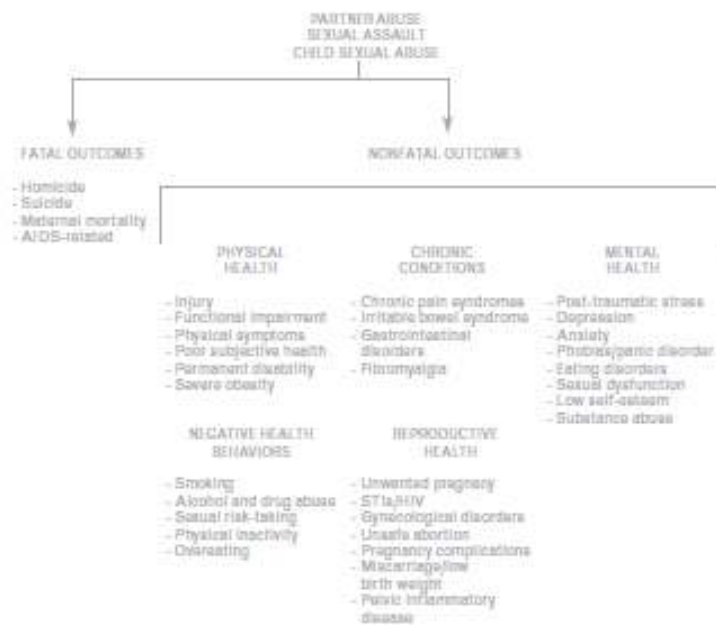 PARTNER ABUSE
SEXUAL ASSAULT
CHILD SEXUAL ABUSE
FATAL OUTCOMES
- Homicide
- Suicide
- Maternal mortality
- AIDS-related
NONFATAL OUTCOMES
PHYSICAL
HEALTH
- Injury
- Functional impairment
- Physical symptoms
- Poor subjective health
- Permanent disability
- Severe obesity
CHRONIC
CONDITIONS
- Chronic pain syndromes
- Irritable bowel syndrome
- Gastrointestinal
disorders
- Fibromyalgia
MENTAL
HEALTH
- Post-traumatic stress
- Depression
- Anxiety
- Phobias/panic disorder
- Eating disorders
- Sexual dysfunction
- Low self-esteem
- Substance abuse
NEGATIVE HEALTH
BEHAVIORS
- Smoking
- Alcohol and drug abuse
- Sexual risk-taking
- Physical inactivity
- Overeating
REPRODUCTIVE
HEALTH
- Unwanted pregnancy
- STIs/HIV
- Gynecological disorders
- Unsafe abortion
- Pregnancy complications
- Miscarriage/low
birth weight
- Pelvic inflammatory
disease